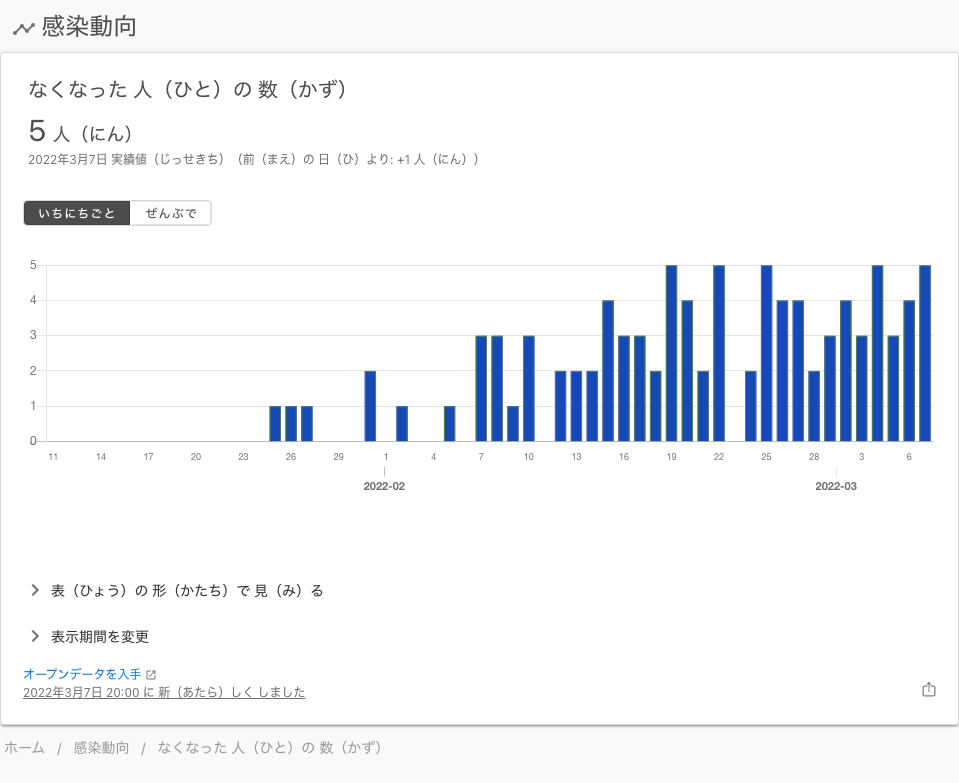 感染動向
なくなった 人（ひと）の 数（かず）
5 人（にん）
2022年3月7日 実績値（じっせきち）（前（まえ）の 日（ひ）より: +1 人（にん））
いちにちごと ぜんぶで
5
4
3
2
1
0
11 14 17 20 23 26 29 1 4 7 10 13 16 19 22 25 28 3 6
2022-02 2022-03
表（ひょう）の 形（かたち）で 見（み）る
表示期間を変更
オープンデータを入手
2022年3月7日 20:00 に 新（あたら）しく しました
ホーム / 感染動向 / なくなった 人（ひと）の 数（かず）